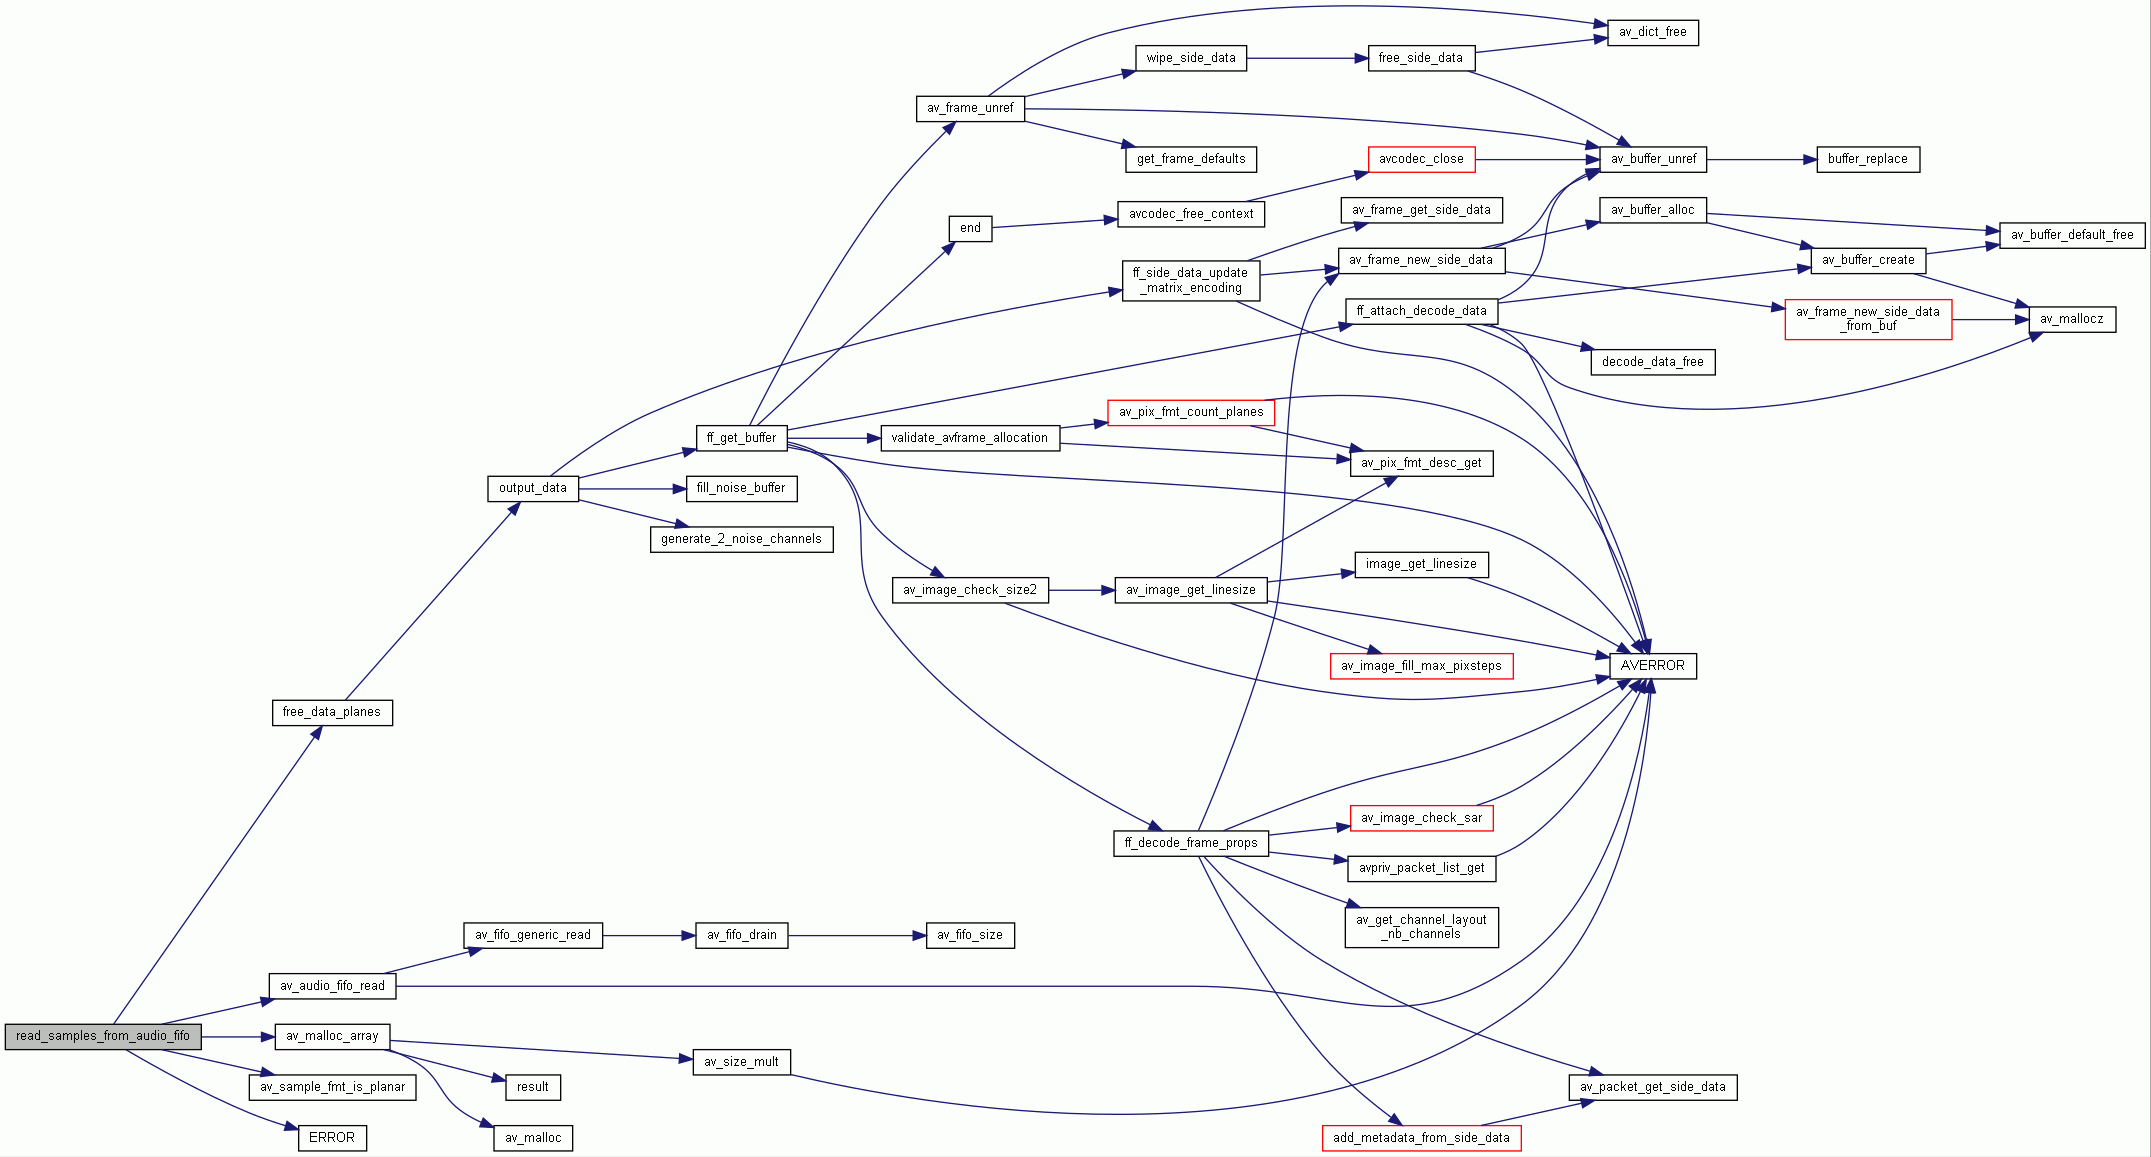 av_dict_free
wipe_side_data
free_side_data
av_frame_unref
get_frame_defaults
avcodec_close
av_buffer_unref
buffer_replace
avcodec_free_context
av_frame_get_side_data
av_buffer_alloc
end
av_buffer_default_free
ff_side_data_update
_matrix_encoding
av_frame_new_side_data
av_buffer_create
ff_attach_decode_data
av_frame_new_side_data
_from_buf
av_mallocz
decode_data_free
av_pix_fmt_count_planes
ff_get_buffer
validate_avframe_allocation
av_pix_fmt_desc_get
output_data
fill_noise_buffer
generate_2_noise_channels
image_get_linesize
av_image_check_size2
av_image_get_linesize
av_image_fill_max_pixsteps
AVERROR
free_data_planes
av_image_check_sar
ff_decode_frame_props
avpriv_packet_list_get
av_get_channel_layout
_nb_channels
av_fifo_generic_read
av_fifo_drain
av_fifo_size
av_audio_fifo_read
read_samples_from_audio_fifo
av_malloc_array
av_size_mult
av_sample_fmt_is_planar
result
av_packet_get_side_data
ERROR
av_malloc
add_metadata_from_side_data